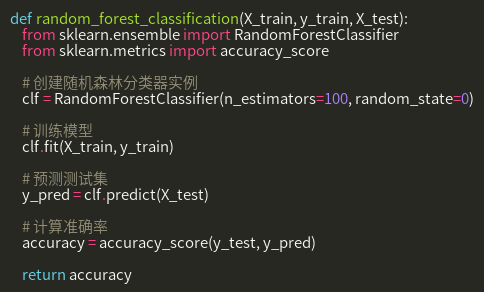 def random_forest_classification(X_train, y_train, X_test):
from sklearn.ensemble import RandomForestClassifier
from sklearn.metrics import accuracy_score
# 创建随机森林分类器实例
clf = RandomForestClassifier(n_estimators=100, random_state=0)
# 训练模型
clf.fit(X_train, y_train)
# 预测测试集
y_pred = clf.predict(X_test)
# 计算准确率
accuracy = accuracy_score(y_test, y_pred)
return accuracy